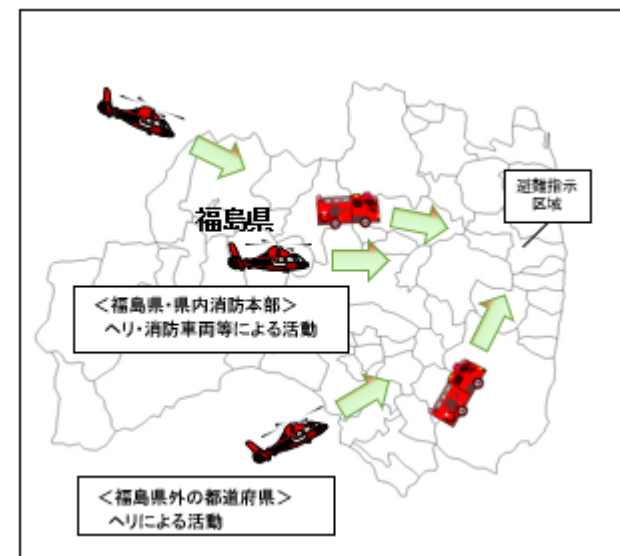 避難指示
区域
福島県
<福島県・県内消防本部>
ヘリ・消防車両等による活動
<福島県外の都道府県>
ヘリによる活動